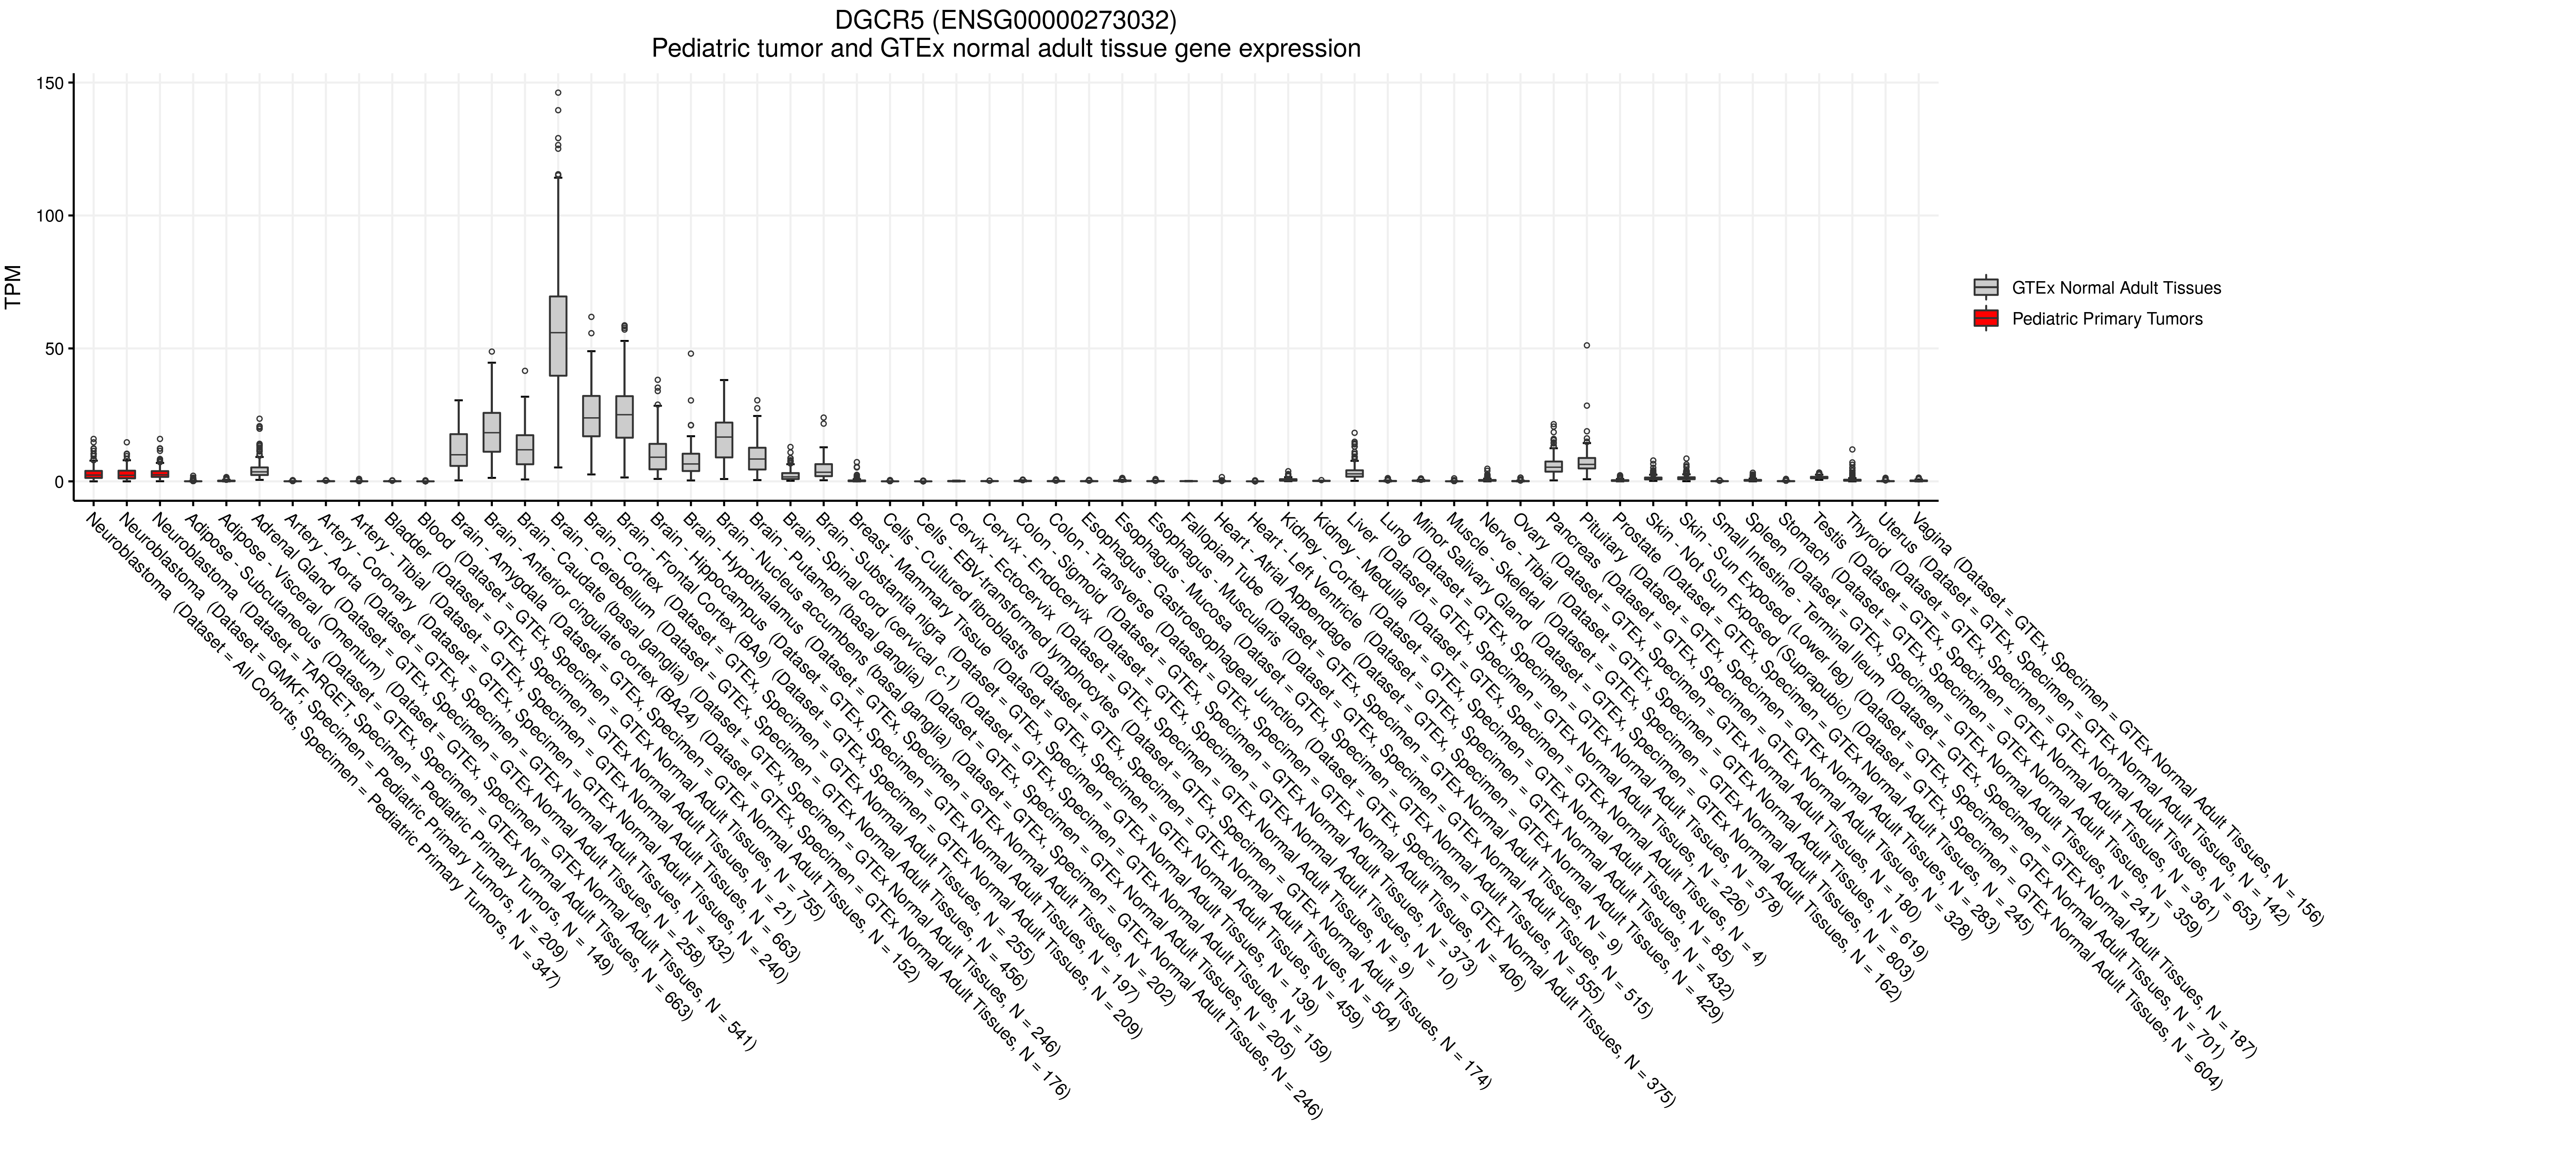 DGCR5 (ENSG00000273032)
Pediatric tumor and GTEx normal adult tissue gene expression
TPM
150
100
50
0
GTEx Normal Adult Tissues
Pediatric Primary Tumors
Neuroblastoma (Dataset = All Cohorts, Specimen = Pediatric Primary Tumors, N = 347)
Neuroblastoma (Dataset = GMKF, Specimen = Pediatric Primary Tumors, N = 209)
Neuroblastoma (Dataset = TARGET, Specimen = Pediatric Primary Tumors, N = 149)
Adipose - Subcutaneous (Dataset = GTEx, Specimen = GTEx Normal Adult Tissues, N = 663)
Adipose - Visceral (Omentum) (Dataset = GTEx, Specimen = GTEx Normal Adult Tissues, N = 541)
Adrenal Gland (Dataset = GTEx, Specimen = GTEx Normal Adult Tissues, N = 258)
Artery - Aorta (Dataset = GTEx, Specimen = GTEx Normal Adult Tissues, N = 432)
Artery - Coronary (Dataset = GTEx, Specimen = GTEx Normal Adult Tissues, N = 240)
Artery - Tibial (Dataset = GTEx, Specimen = GTEx Normal Adult Tissues, N = 663)
Bladder (Dataset = GTEx, Specimen = GTEx Normal Adult Tissues, N = 21)
Blood (Dataset = GTEx, Specimen = GTEx Normal Adult Tissues, N = 755)
Brain - Amygdala (Dataset = GTEx, Specimen = GTEx Normal Adult Tissues, N = 152)
Brain - Anterior cingulate cortex (BA24) (Dataset = GTEx, Specimen = GTEx Normal Adult Tissues, N = 176)
Brain - Caudate (basal ganglia) (Dataset = GTEx, Specimen = GTEx Normal Adult Tissues, N = 246)
Brain - Cerebellum (Dataset = GTEx, Specimen = GTEx Normal Adult Tissues, N = 456)
Brain - Cortex (Dataset = GTEx, Specimen = GTEx Normal Adult Tissues, N = 255)
Brain - Frontal Cortex (BA9) (Dataset = GTEx, Specimen = GTEx Normal Adult Tissues, N = 209)
Brain - Hippocampus (Dataset = GTEx, Specimen = GTEx Normal Adult Tissues, N = 197)
Brain - Hypothalamus (Dataset = GTEx, Specimen = GTEx Normal Adult Tissues, N = 202)
Brain - Nucleus accumbens (basal ganglia) (Dataset = GTEx, Specimen = GTEx Normal Adult Tissues, N = 246)
Brain - Putamen (basal ganglia) (Dataset = GTEx, Specimen = GTEx Normal Adult Tissues, N = 205)
Brain - Spinal cord (cervical c-1) (Dataset = GTEx, Specimen = GTEx Normal Adult Tissues, N = 159)
Brain - Substantia nigra (Dataset = GTEx, Specimen = GTEx Normal Adult Tissues, N = 139)
Breast - Mammary Tissue (Dataset = GTEx, Specimen = GTEx Normal Adult Tissues, N = 459)
Cells - Cultured fibroblasts (Dataset = GTEx, Specimen = GTEx Normal Adult Tissues, N = 504)
Cells - EBV-transformed lymphocytes (Dataset = GTEx, Specimen = GTEx Normal Adult Tissues, N = 174)
Cervix - Ectocervix (Dataset = GTEx, Specimen = GTEx Normal Adult Tissues, N = 9)
Cervix - Endocervix (Dataset = GTEx, Specimen = GTEx Normal Adult Tissues, N = 10)
Colon - Sigmoid (Dataset = GTEx, Specimen = GTEx Normal Adult Tissues, N = 373)
Colon - Transverse (Dataset = GTEx, Specimen = GTEx Normal Adult Tissues, N = 406)
Esophagus - Gastroesophageal Junction (Dataset = GTEx, Specimen = GTEx Normal Adult Tissues, N = 375)
Esophagus - Mucosa (Dataset = GTEx, Specimen = GTEx Normal Adult Tissues, N = 555)
Esophagus - Muscularis (Dataset = GTEx, Specimen = GTEx Normal Adult Tissues, N = 515)
Fallopian Tube (Dataset = GTEx, Specimen = GTEx Normal Adult Tissues, N = 9)
Heart - Atrial Appendage (Dataset = GTEx, Specimen = GTEx Normal Adult Tissues, N = 429)
Heart - Left Ventricle (Dataset = GTEx, Specimen = GTEx Normal Adult Tissues, N = 432)
Kidney - Cortex (Dataset = GTEx, Specimen = GTEx Normal Adult Tissues, N = 85)
Kidney - Medulla (Dataset = GTEx, Specimen = GTEx Normal Adult Tissues, N = 4)
Liver (Dataset = GTEx, Specimen = GTEx Normal Adult Tissues, N = 226)
Lung (Dataset = GTEx, Specimen = GTEx Normal Adult Tissues, N = 578)
Minor Salivary Gland (Dataset = GTEx, Specimen = GTEx Normal Adult Tissues, N = 162)
Muscle - Skeletal (Dataset = GTEx, Specimen = GTEx Normal Adult Tissues, N = 803)
Nerve - Tibial (Dataset = GTEx, Specimen = GTEx Normal Adult Tissues, N = 619)
Ovary (Dataset = GTEx, Specimen = GTEx Normal Adult Tissues, N = 180)
Pancreas (Dataset = GTEx, Specimen = GTEx Normal Adult Tissues, N = 328)
Pituitary (Dataset = GTEx, Specimen = GTEx Normal Adult Tissues, N = 283)
Prostate (Dataset = GTEx, Specimen = GTEx Normal Adult Tissues, N = 245)
Skin - Not Sun Exposed (Suprapubic) (Dataset = GTEx, Specimen = GTEx Normal Adult Tissues, N = 604)
Skin - Sun Exposed (Lower leg) (Dataset = GTEx, Specimen = GTEx Normal Adult Tissues, N = 701)
Small Intestine - Terminal Ileum (Dataset = GTEx, Specimen = GTEx Normal Adult Tissues, N = 187)
Spleen (Dataset = GTEx, Specimen = GTEx Normal Adult Tissues, N = 241)
Stomach (Dataset = GTEx, Specimen = GTEx Normal Adult Tissues, N = 359)
Testis (Dataset = GTEx, Specimen = GTEx Normal Adult Tissues, N = 361)
Thyroid (Dataset = GTEx, Specimen = GTEx Normal Adult Tissues, N = 653)
Uterus (Dataset = GTEx, Specimen = GTEx Normal Adult Tissues, N = 142)
Vagina (Dataset = GTEx, Specimen = GTEx Normal Adult Tissues, N = 156)